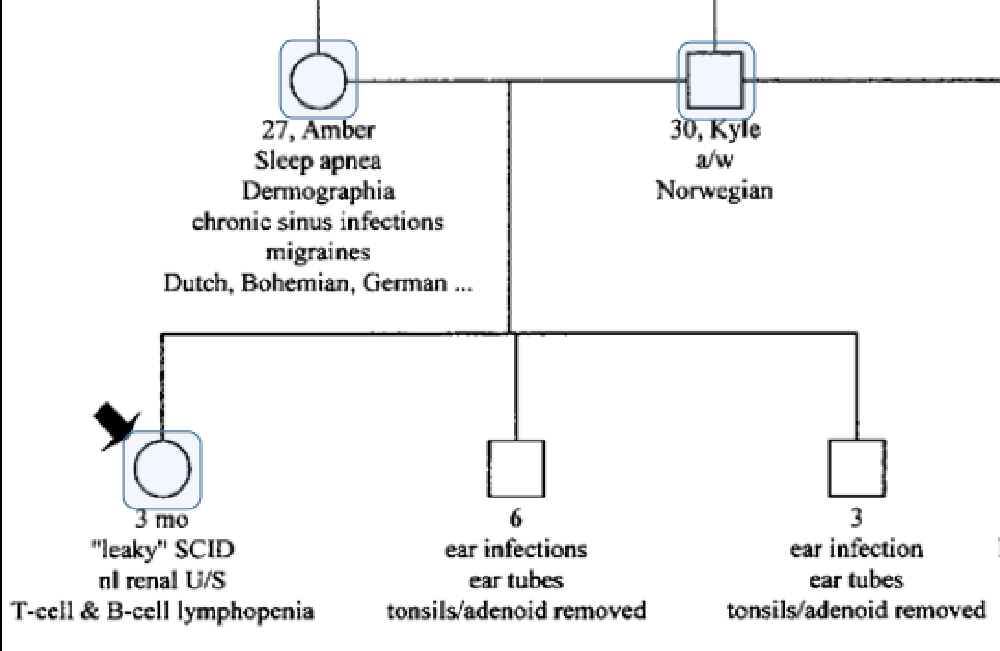 27, Amber
Sleep apnea
Dermographia
chronic sinus infections
migraines
Dutch, Bohemian, German ...
30, Kyle
a/w
Norwegian
3 mo
"leaky" SCID
nl renal U/S
T-cell & B-cell lymphopenia
6
ear infections
ear tubes
tonsils/adenoid removed
3
ear infection
ear tubes
tonsils/adenoid removed